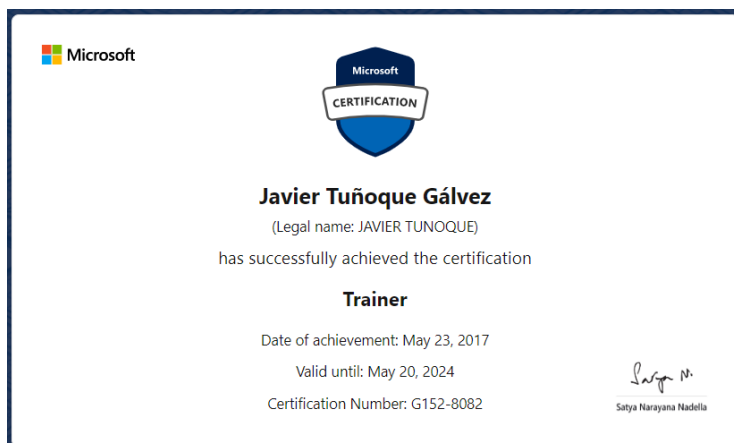 Microsoft
Microsoft
CERTIFICATION
Javier Tuñoque Gálvez
(Legal name: JAVIER TUNOQUE)
has successfully achieved the certification
Trainer
Date of achievement: May 23, 2017
Valid until: May 20, 2024
Certification Number: G152-8082
Satya N.
Satya Narayana Nadella